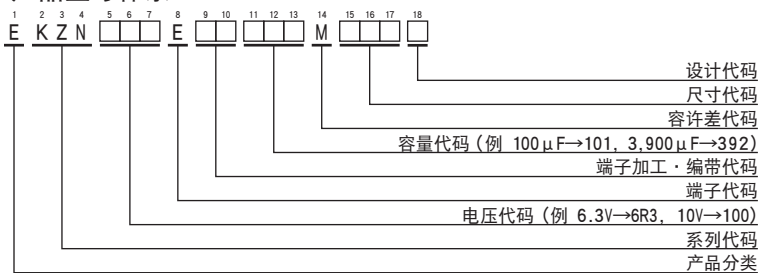 1 2 3 4 5 6 7 8 9 10 11 12 13 14 15 16 17 18
E KZN □□□ E □□ □□□ M □□□ □
设计代码
尺寸代码
容许差代码
容量代码（例 100μF→101, 3,900μF→392）
端子加工・编带代码
端子代码
电压代码（例 6.3V→6R3, 10V→100）
系列代码
产品分类